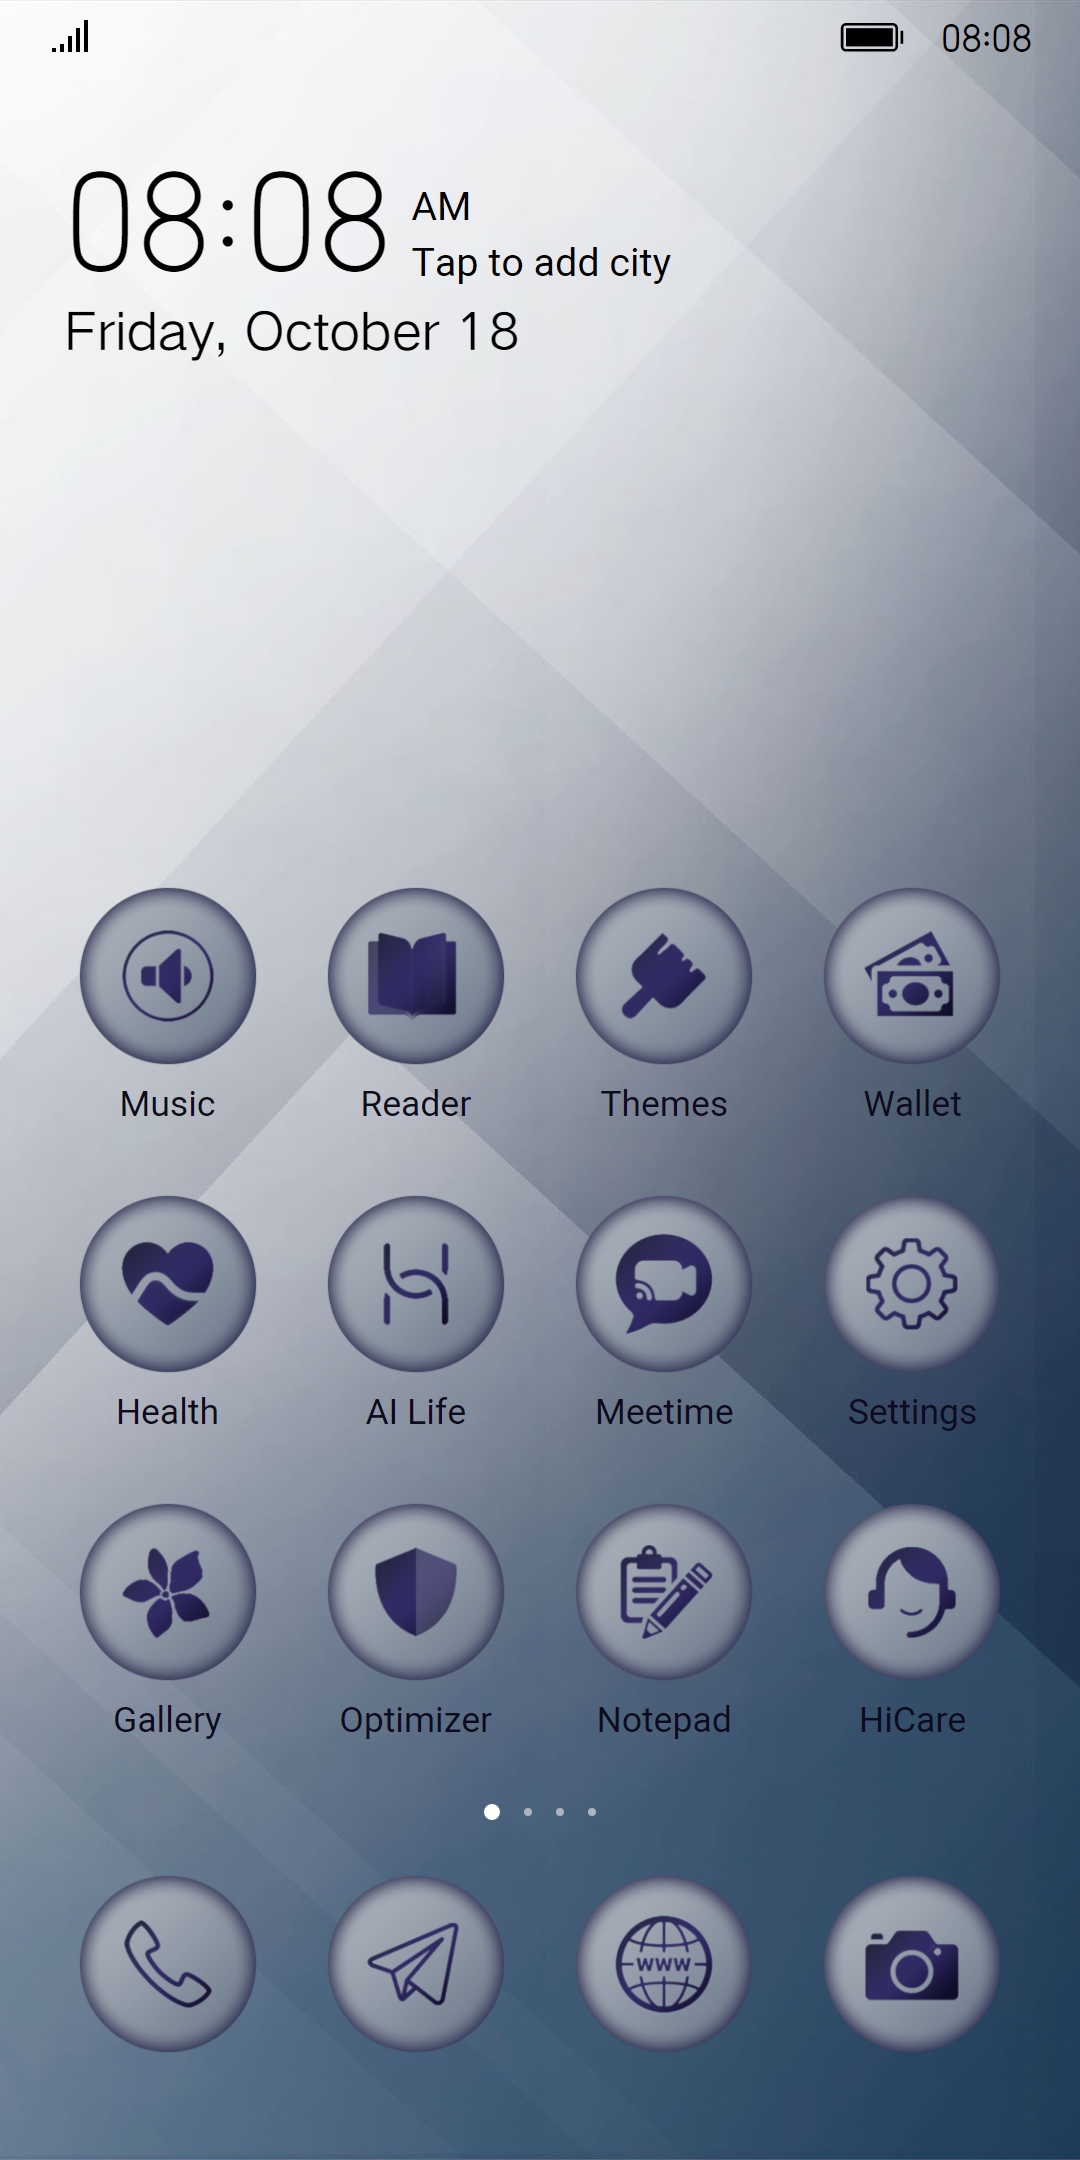 08:08
08:08 AM
Tap to add city
Friday, October 18
Music Reader Themes Wallet
Health AI Life Meetime Settings
Gallery Optimizer Notepad HiCare
WWW